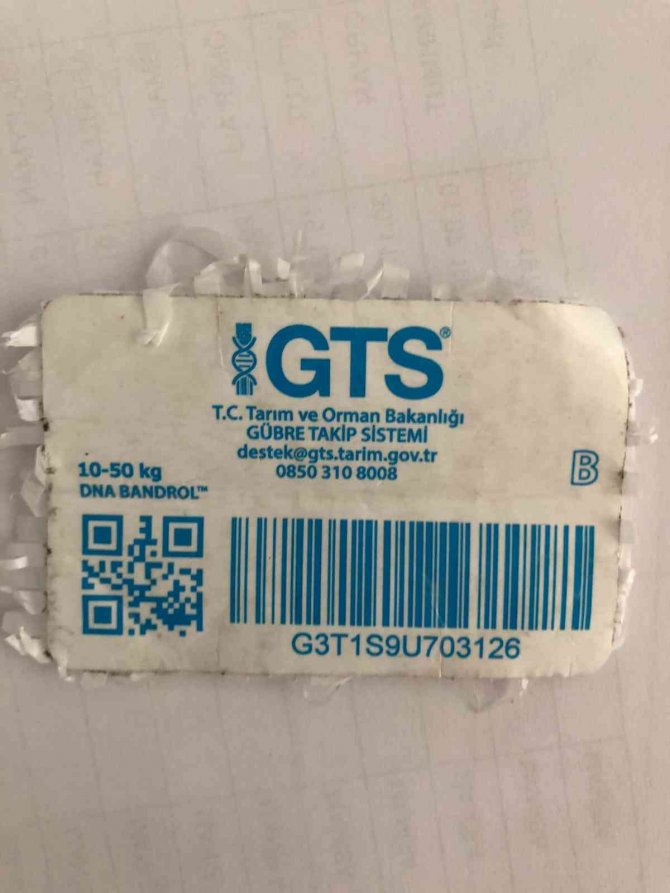 GTS®
T.C. Tarım ve Orman Bakanlığı
GÜBRE TAKİP SİSTEMİ
destek@gts.tarim.gov.tr
0850 310 8008
10-50 kg
DNA BANDROL™
B
G3T1S9U703126